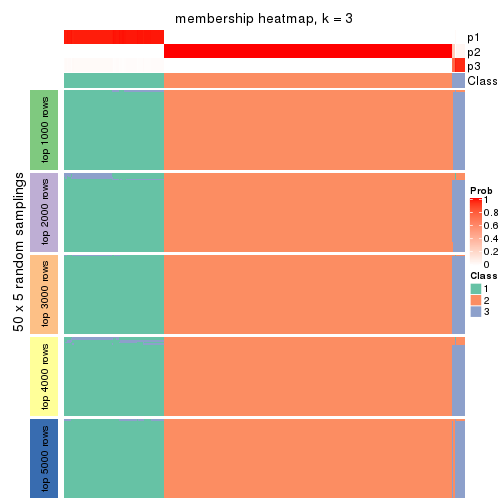 membership heatmap, k = 3
p1
p2
p3
Class
50 x 5 random samplings
top 1000 rows
top 2000 rows
top 3000 rows
top 4000 rows
top 5000 rows
Prob
1
0.8
0.6
0.4
0.2
0
Class
1
2
3